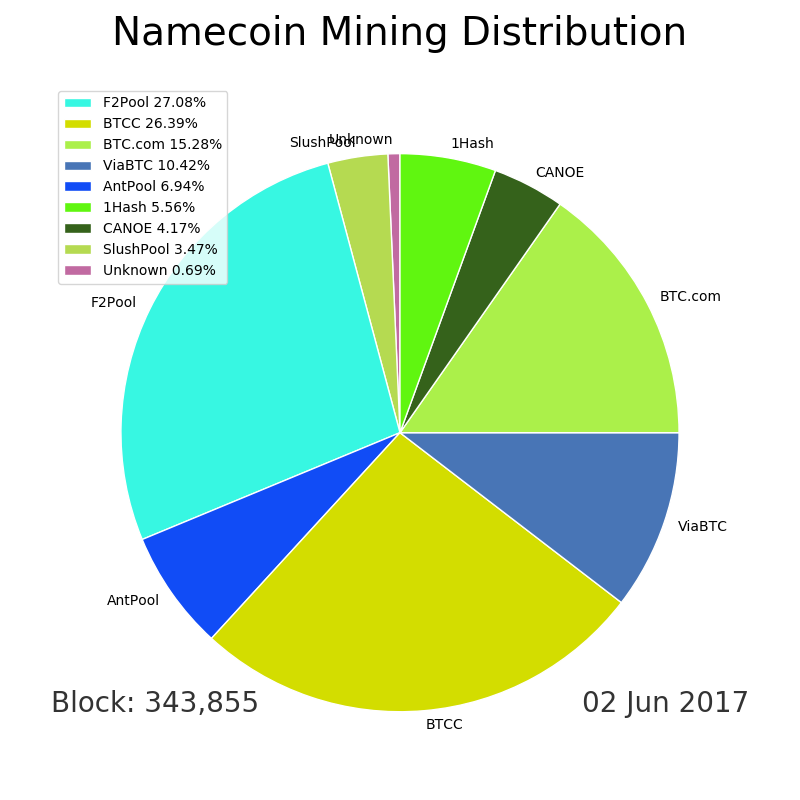 Namecoin Mining Distribution
F2Pool 27.08%
BTCC 26.39%
BTC.com 15.28%
ViaBTC 10.42%
AntPool 6.94%
1Hash 5.56%
CANOE 4.17%
SlushPool 3.47%
Unknown 0.69%
SlushPool
Unknown
1Hash
CANOE
BTC.com
F2Pool
ViaBTC
AntPool
BTCC
Block: 343,855
02 Jun 2017